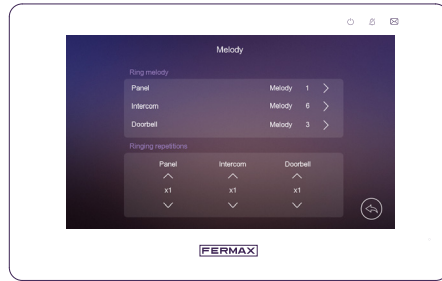 Melody
Ring melody
Panel Melody 1
Intercom Melody 6
Doorbell Melody 3
Ringing repetitions
Panel Intercom Doorbell
x1 x1 x1
FERMAX